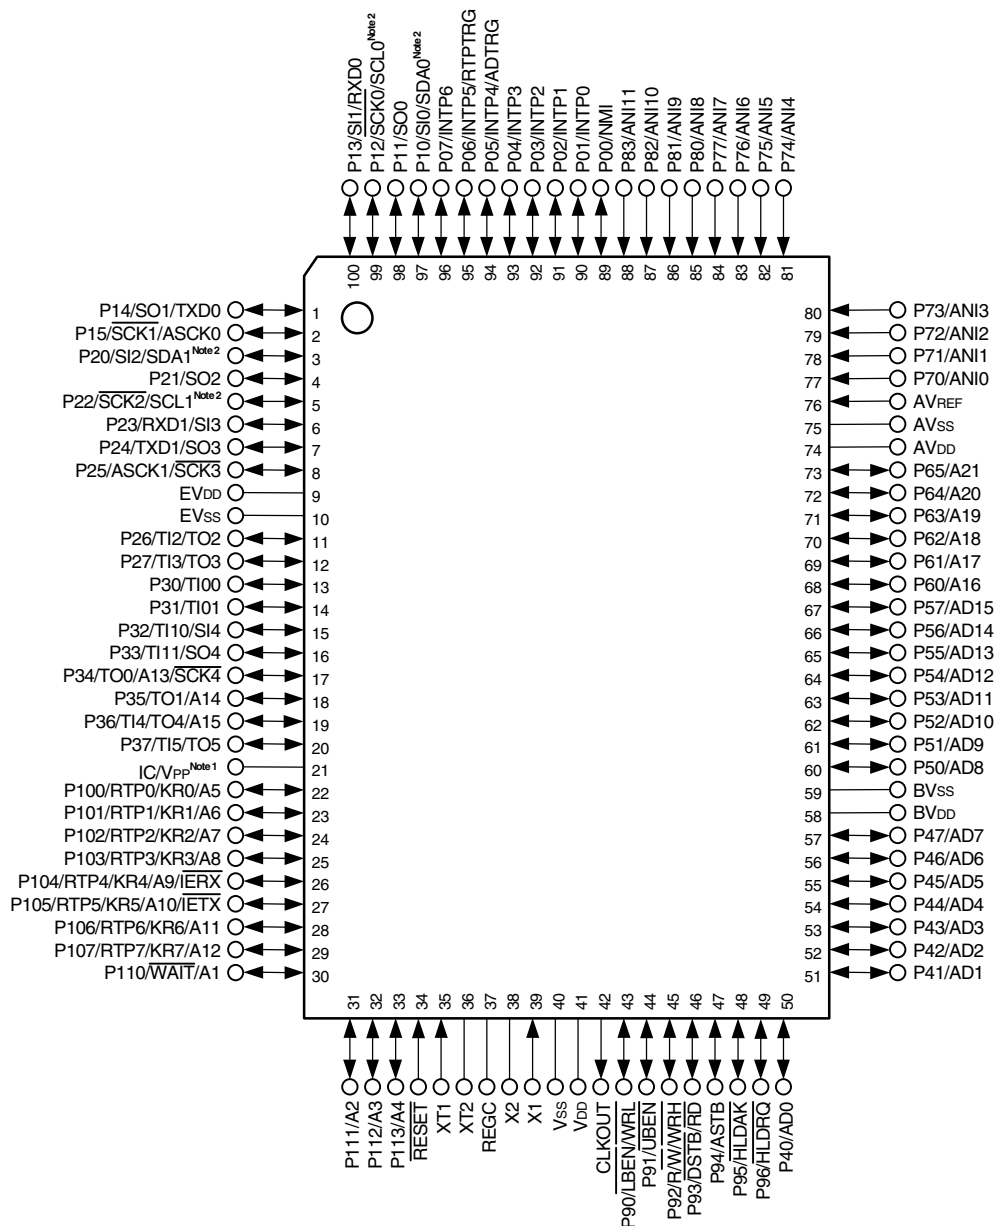 P13/SI1/RXD0
P12/SCK0/SCL0Note2
P11/SO0
P10/SI0/SDA0Note2
P07/INTP6
P06/INTP5/RTPTRG
P05/INTP4/ADTRG
P04/INTP3
P03/INTP2
P02/INTP1
P01/INTP0
P00/NMI
P83/ANI11
P82/ANI10
P81/ANI9
P80/ANI8
P77/ANI7
P76/ANI6
P75/ANI5
P74/ANI4
100 99 98 97 96 95 94 93 92 91 90 89 88 87 86 85 84 83 82 81
P14/SO1/TXD0 1
P15/SCK1/ASCK0 2
P20/SI2/SDA1Note2 3
P21/SO2 4
P22/SCK2/SCL1Note2 5
P23/RXD1/SI3 6
P24/TXD1/SO3 7
P25/ASCK1/SCK3 8
EVDD 9
EVSS 10
P26/TI2/TO2 11
P27/TI3/TO3 12
P30/TI00 13
P31/TI01 14
P32/TI10/SI4 15
P33/TI11/SO4 16
P34/TO0/A13/SCK4 17
P35/TO1/A14 18
P36/TI4/TO4/A15 19
P37/TI5/TO5 20
IC/VPPNote1 21
P100/RTP0/KR0/A5 22
P101/RTP1/KR1/A6 23
P102/RTP2/KR2/A7 24
P103/RTP3/KR3/A8 25
P104/RTP4/KR4/A9/IERX 26
P105/RTP5/KR5/A10/IETX 27
P106/RTP6/KR6/A11 28
P107/RTP7/KR7/A12 29
P110/WAIT/A1 30
80 P73/ANI3
79 P72/ANI2
78 P71/ANI1
77 P70/ANI0
76 AVREF
75 AVSS
74 AVDD
73 P65/A21
72 P64/A20
71 P63/A19
70 P62/A18
69 P61/A17
68 P60/A16
67 P57/AD15
66 P56/AD14
65 P55/AD13
64 P54/AD12
63 P53/AD11
62 P52/AD10
61 P51/AD9
60 P50/AD8
59 BVSS
58 BVDD
57 P47/AD7
56 P46/AD6
55 P45/AD5
54 P44/AD4
53 P43/AD3
52 P42/AD2
51 P41/AD1
31 32 33 34 35 36 37 38 39 40 41 42 43 44 45 46 47 48 49 50
P111/A2
P112/A3
P113/A4
RESET
XT1
XT2
REGC
X2
X1
VSS
VDD
CLKOUT
P90/LBEN/WRL
P91/UBEN
P92/R/W/WRH
P93/DSTB/RD
P94/ASTB
P95/HLDAK
P96/HLDRQ
P40/AD0